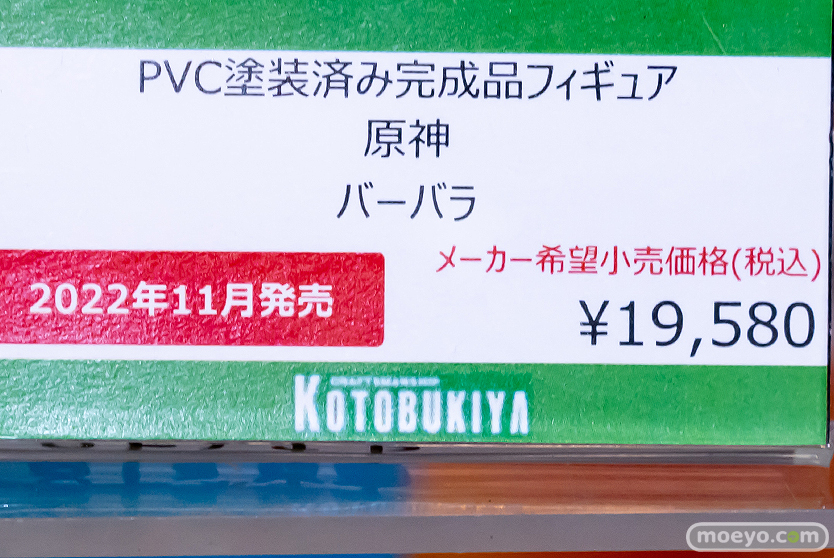 PVC塗装済み完成品フィギュア
原神
バーバラ
メーカー希望小売価格(税込)
2022年11月発売
¥19,580
CRAFTSMANSHIP
KOTOBUKIYA
moeyo.com